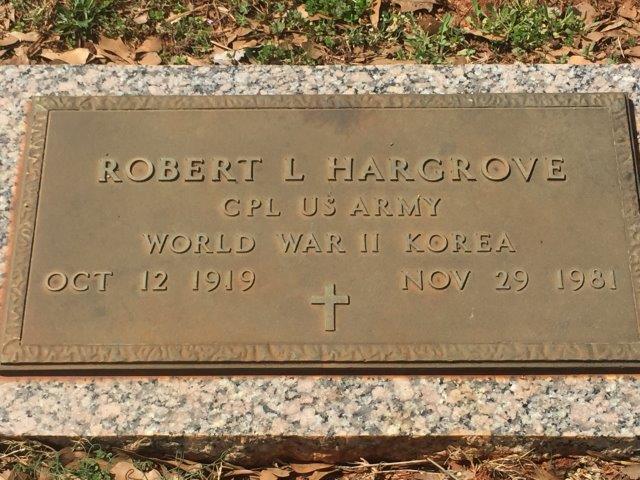 ROBERT L HARGROVE
CPL US ARMY
WORLD WAR II KOREA
OCT 12 1919 NOV 29 1981